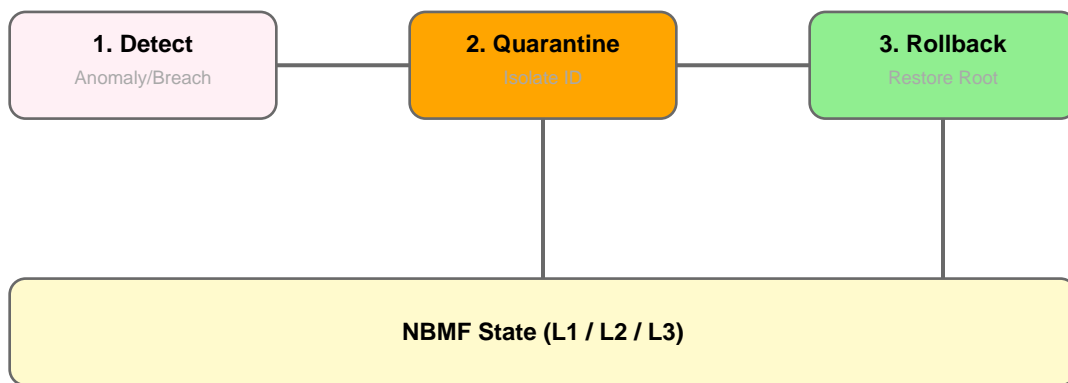 1. Detect
Anomaly/Breach
2. Quarantine
Isolate ID
3. Rollback
Restore Root
NBMF State (L1 / L2 / L3)